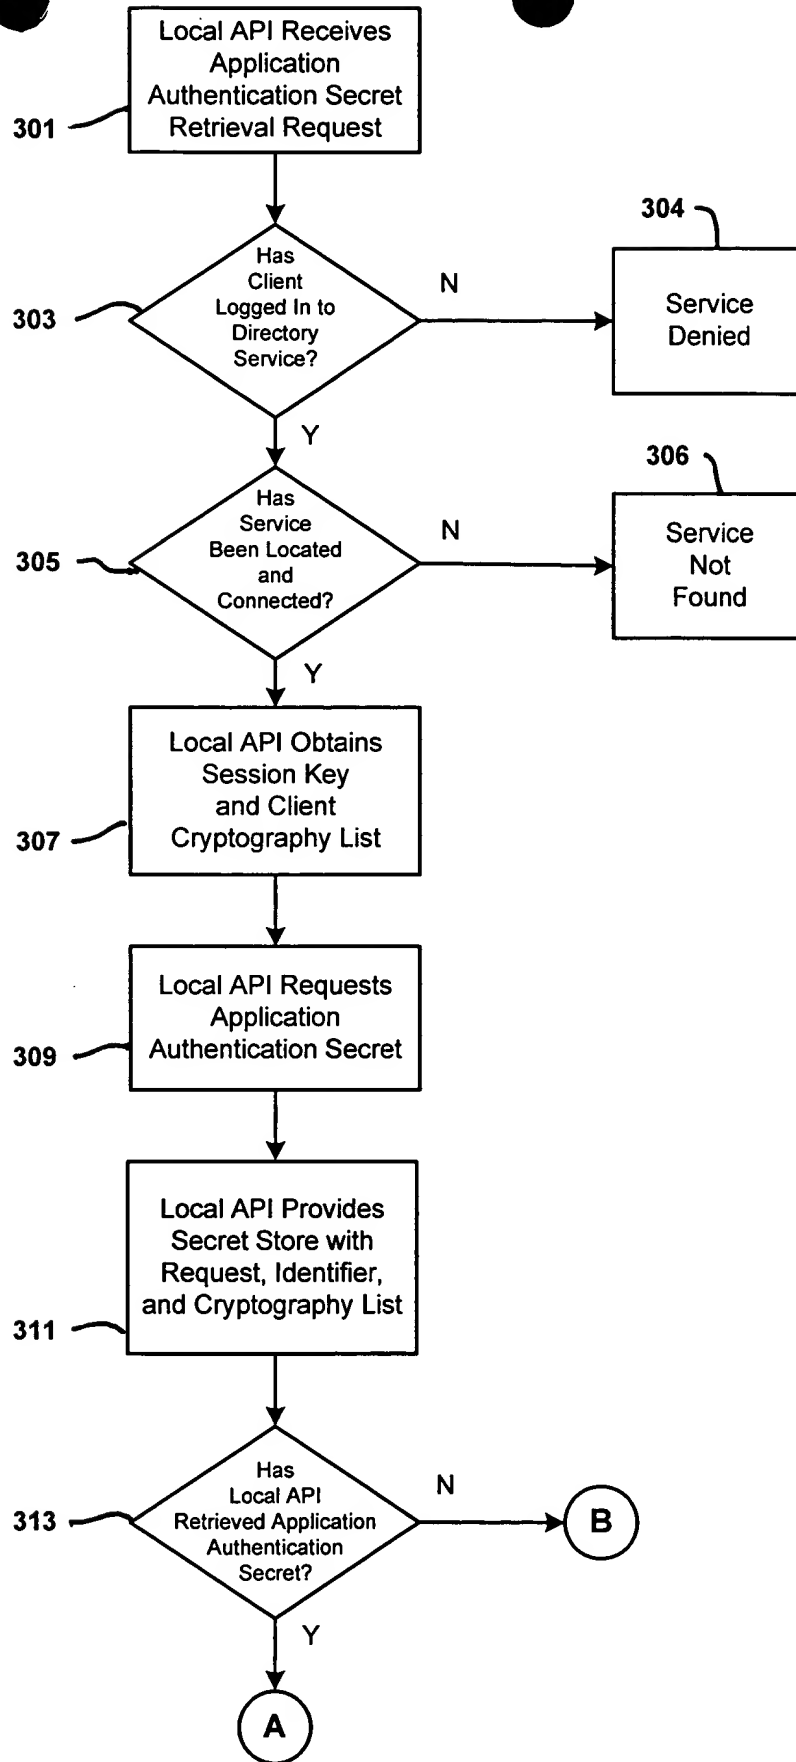 Local API Receives
Application
Authentication Secret
Retrieval Request
301
304
Has
Client
Logged In to
Directory
Service?
N
303
Service
Denied
Y
306
Has
Service
Been Located
and
Connected?
N
305
Service
Not
Found
Y
Local API Obtains
Session Key
and Client
Cryptography List
307
Local API Requests
Application
Authentication Secret
309
Local API Provides
Secret Store with
Request, Identifier,
and Cryptography List
311
Has
Local API
Retrieved Application
Authentication
Secret?
N
313
B
Y
A